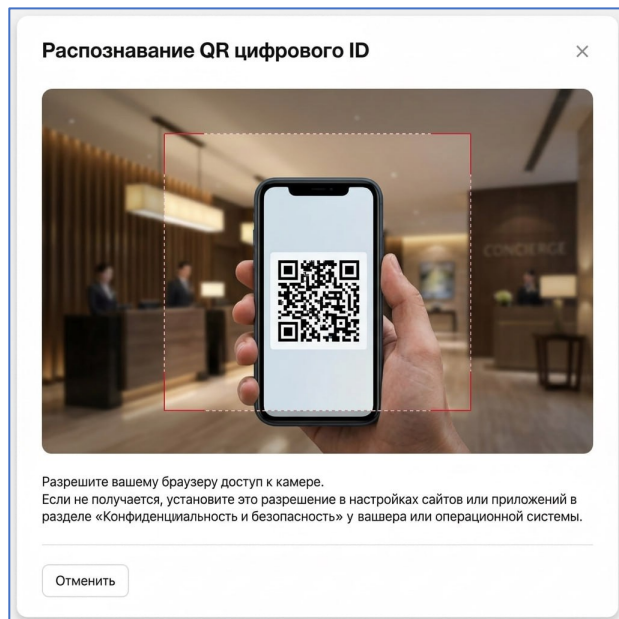 Распознавание QR цифрового ID
CONCIERGE
Разрешите вашему браузеру доступ к камере.
Если не получается, установите это разрешение в настройках сайтов или приложений в
разделе «Конфиденциальность и безопасность» у вашера или операционной системы.
Отменить